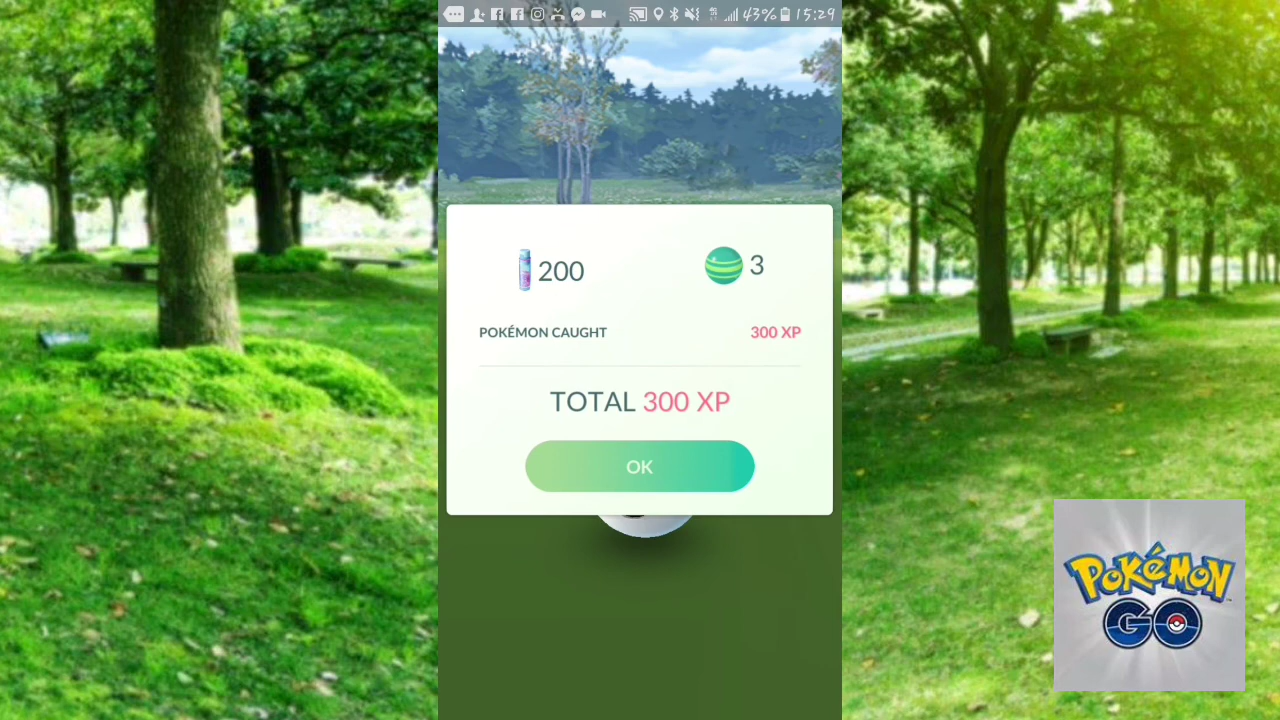 43% 15:29
200
3
POKÉMON CAUGHT 300 XP
TOTAL 300 XP
OK
POKÉMON
GO